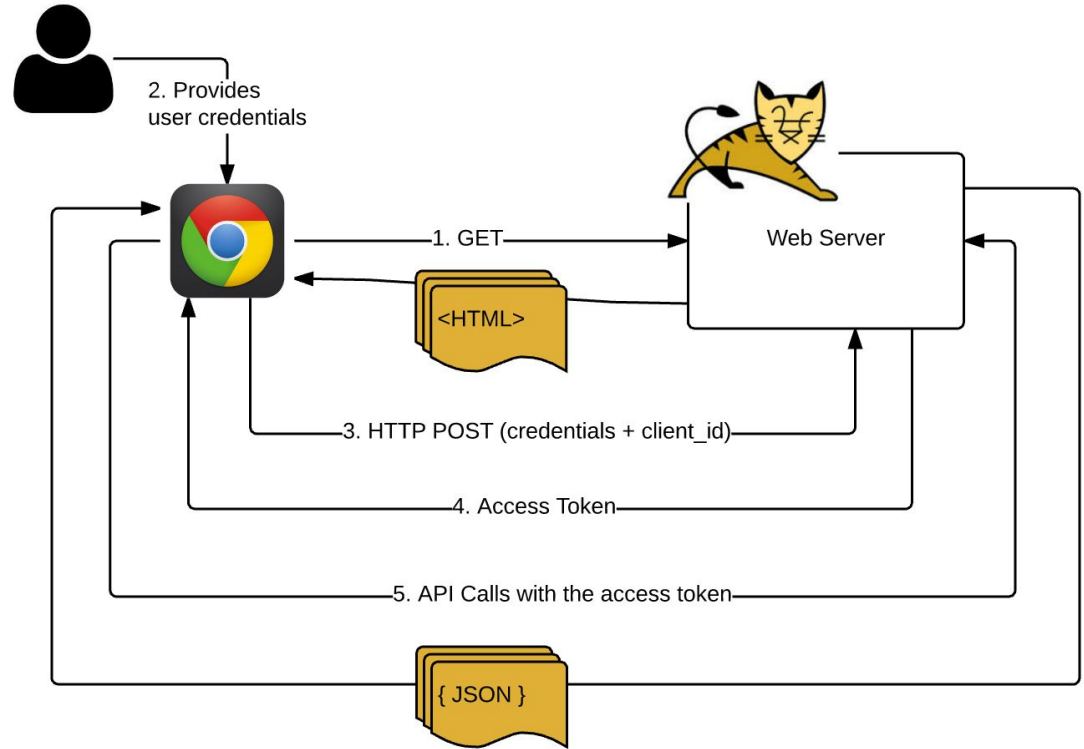 2. Provides
user credentials
1. GET
Web Server
<HTML>
3. HTTP POST (credentials + client_id)
4. Access Token
5. API Calls with the access token
{ JSON }